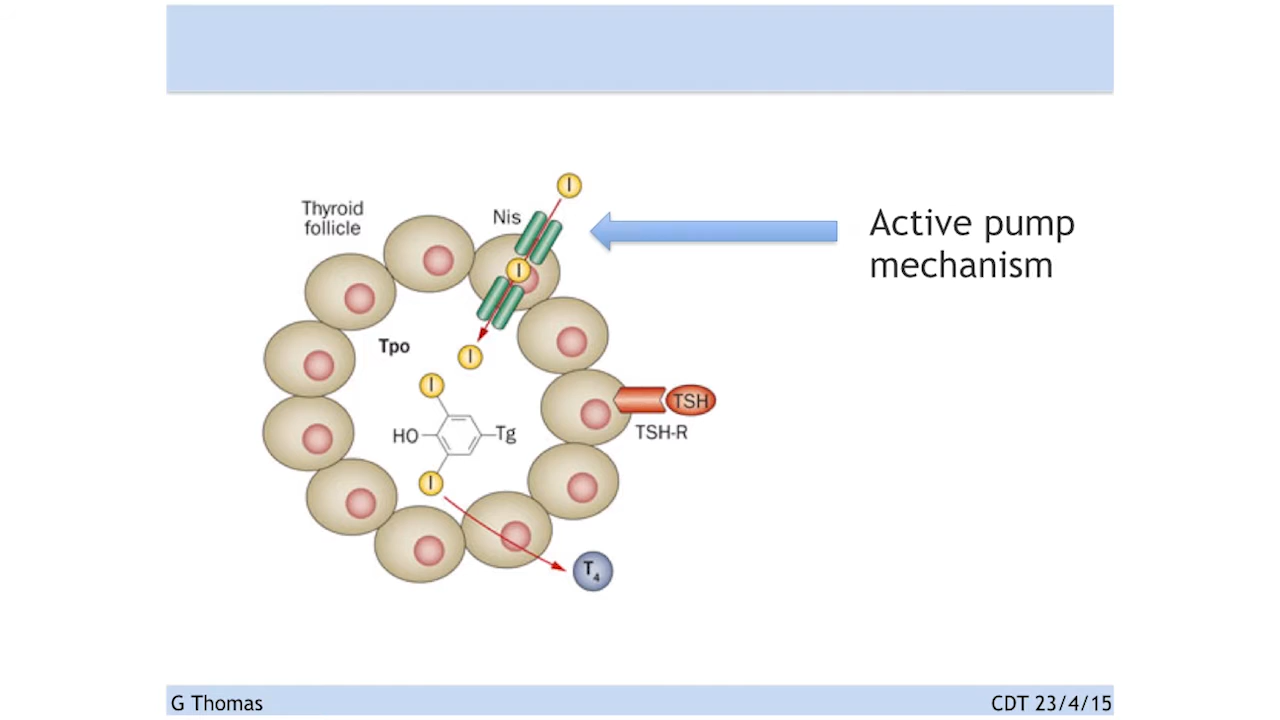 Thyroid
follicle
Nis
I
I
I
Active pump
mechanism
Tpo
I
HO
Tg
I
TSH
TSH-R
T4
G Thomas
CDT 23/4/15